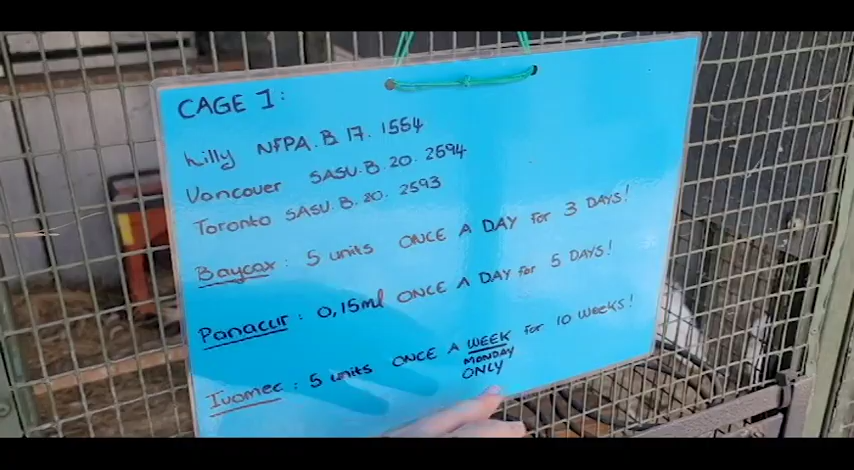 CAGE 1:
Lilly NFPA.B 17. 1554
Vancouver SASU.B.20. 2594
Toronto SASU.B.20. 2593
Baycox : 5 units ONCE A DAY for 3 DAYS!
Panacur : 0,15ml ONCE A DAY for 5 DAYS!
Ivomec : 5 units ONCE A WEEK for 10 WEEKS!
MONDAY
ONLY